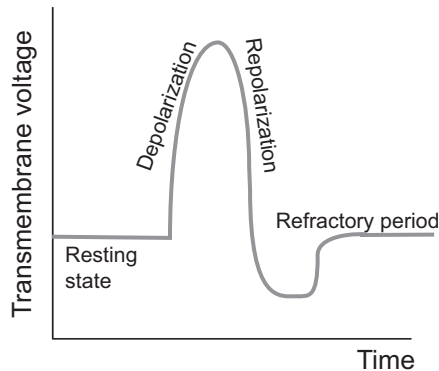 Transmembrane voltage
Depolarization
Repolarization
Refractory period
Resting
state
Time